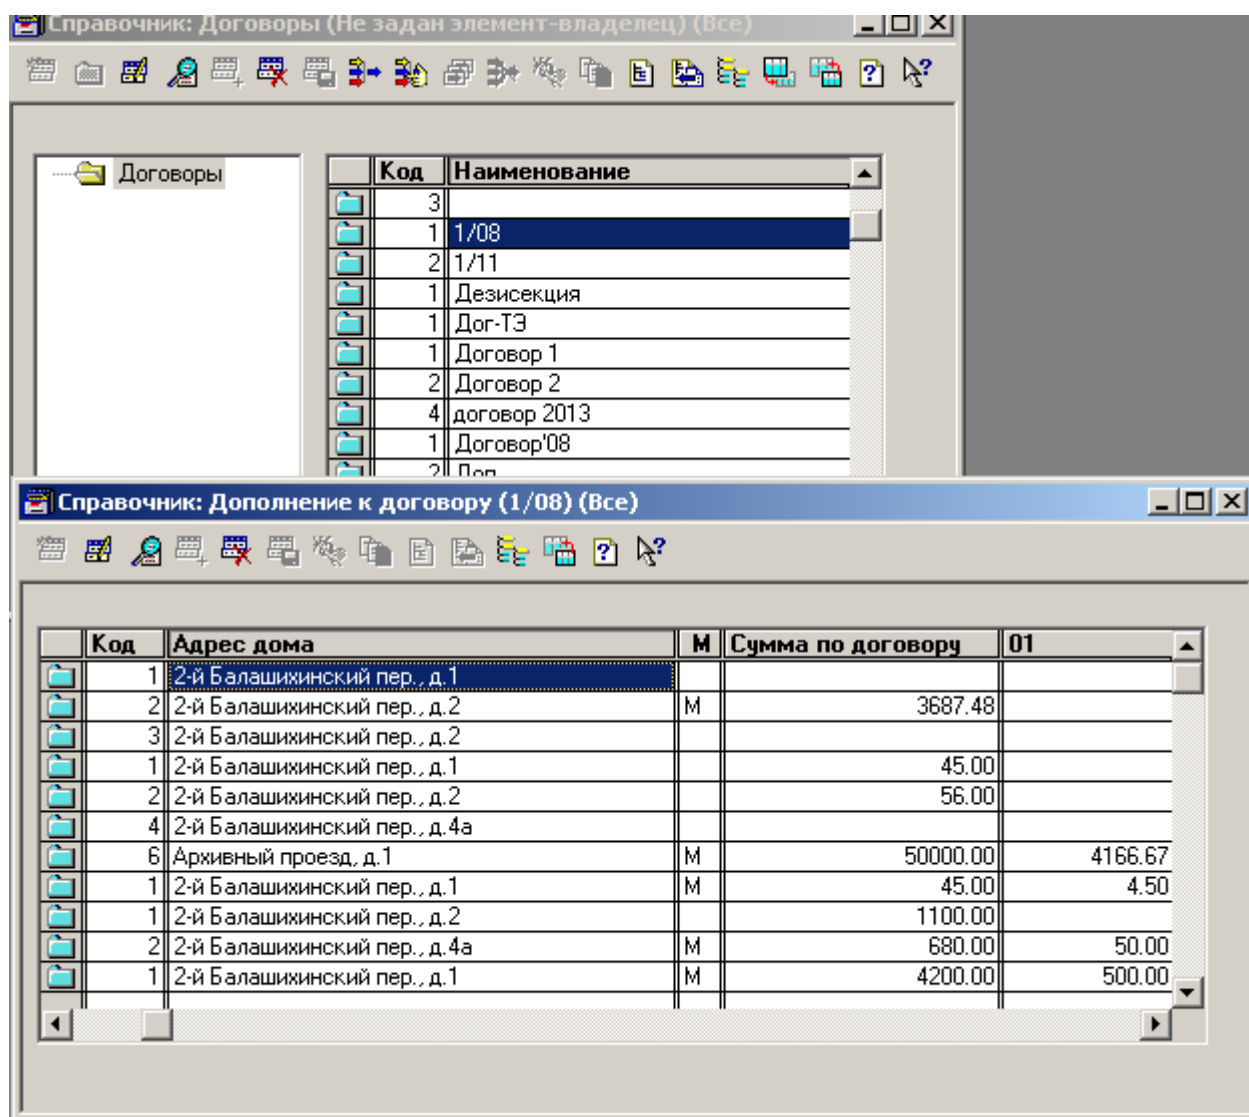 Справочник: Договоры (Не задан элемент-владелец) (Все)
Договоры
Код Наименование
3
1 1/08
2 1/11
1 Дезисекция
1 Дог-ТЭ
1 Договор 1
2 Договор 2
4 договор 2013
1 Договор'08
2 Доп
Справочник: Дополнение к договору (1/08) (Все)
Код Адрес дома М Сумма по договору 01
1 2-й Балашихинский пер., д.1
2 2-й Балашихинский пер., д.2 М 3687.48
3 2-й Балашихинский пер., д.2
1 2-й Балашихинский пер., д.1 45.00
2 2-й Балашихинский пер., д.2 56.00
4 2-й Балашихинский пер., д.4а
6 Архивный проезд, д.1 М 50000.00 4166.67
1 2-й Балашихинский пер., д.1 М 45.00 4.50
1 2-й Балашихинский пер., д.2 1100.00
2 2-й Балашихинский пер., д.4а М 680.00 50.00
1 2-й Балашихинский пер., д.1 М 4200.00 500.00